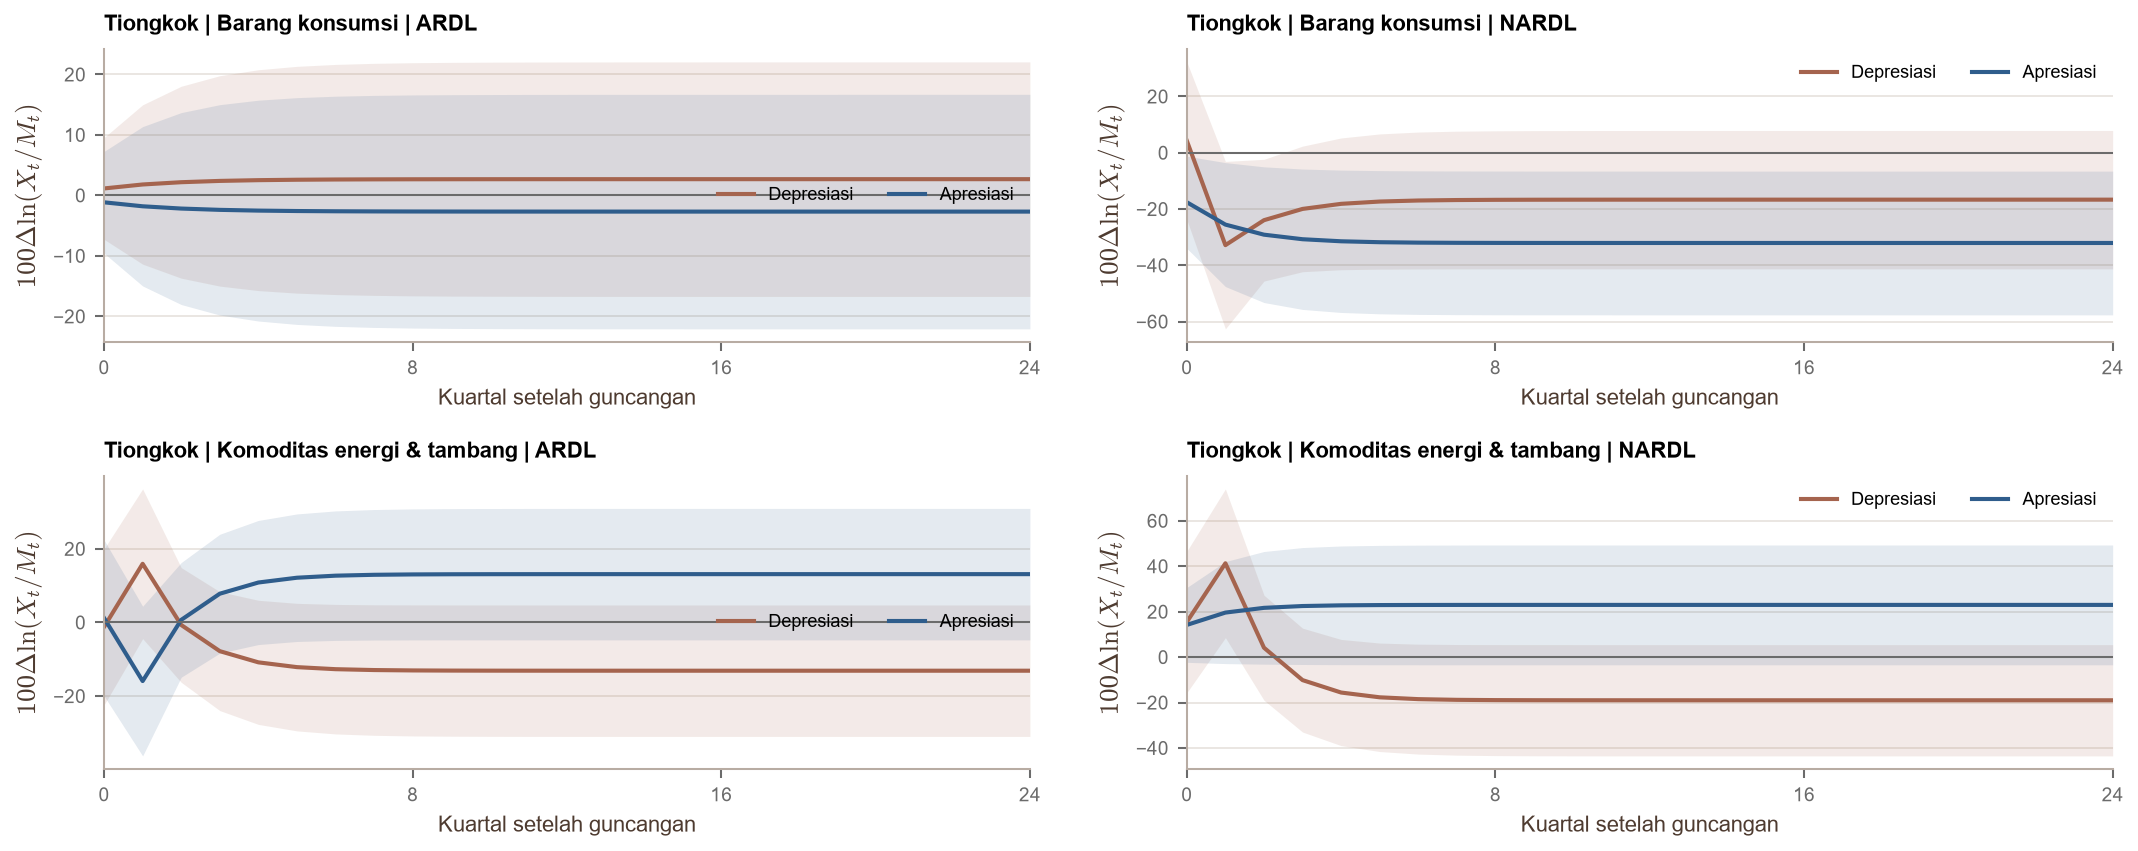 Tiongkok | Barang konsumsi | ARDL
100Δln(X_t/M_t)
20
10
0
−10
−20
Depresiasi
Apresiasi
0
8
16
24
Kuartal setelah guncangan
Tiongkok | Barang konsumsi | NARDL
100Δln(X_t/M_t)
20
0
−20
−40
−60
Depresiasi
Apresiasi
0
8
16
24
Kuartal setelah guncangan
Tiongkok | Komoditas energi & tambang | ARDL
100Δln(X_t/M_t)
20
0
−20
Depresiasi
Apresiasi
0
8
16
24
Kuartal setelah guncangan
Tiongkok | Komoditas energi & tambang | NARDL
100Δln(X_t/M_t)
60
40
20
0
−20
−40
Depresiasi
Apresiasi
0
8
16
24
Kuartal setelah guncangan